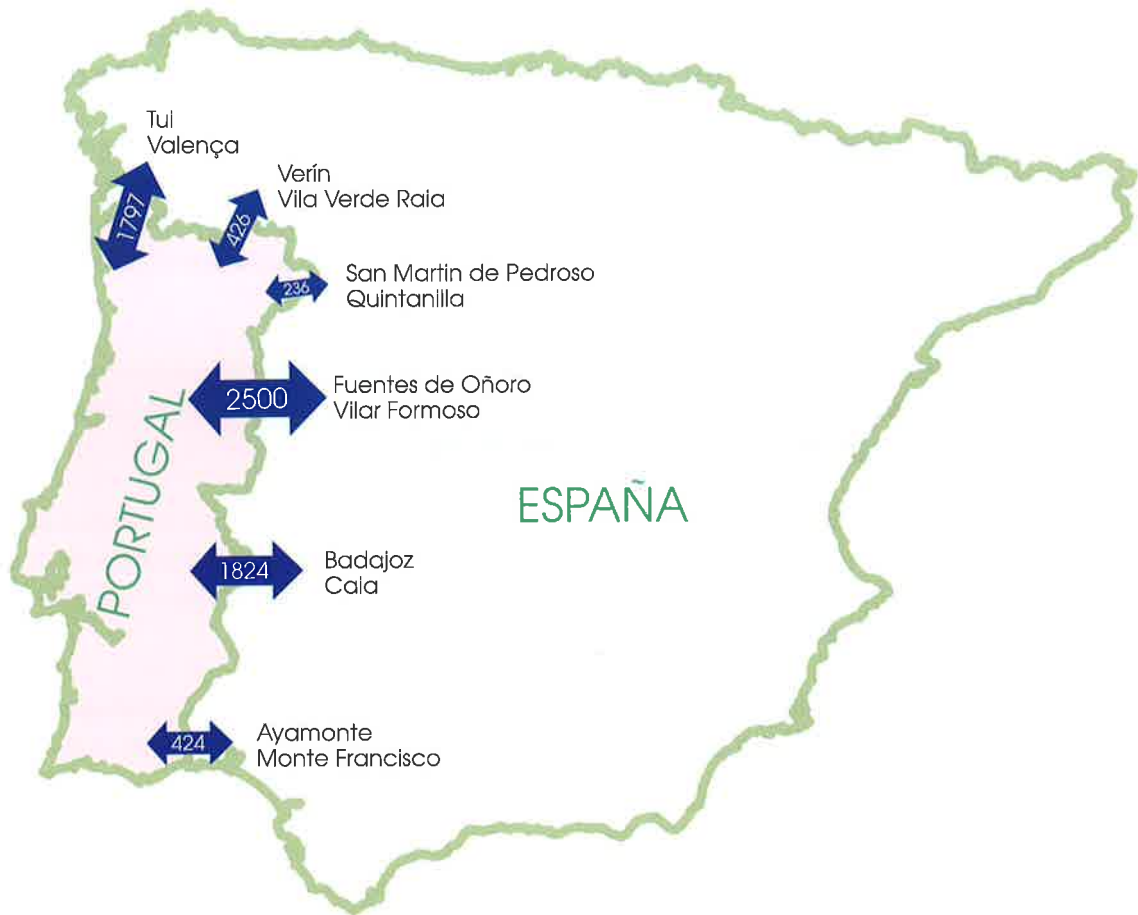 Tui
Valença
1797
Verín
Vila Verde Raia
426
San Martin de Pedroso
Quintanilla
236
Fuentes de Oñoro
Vilar Formoso
2500
PORTUGAL
ESPAÑA
Badajoz
Caia
1824
Ayamonte
Monte Francisco
424